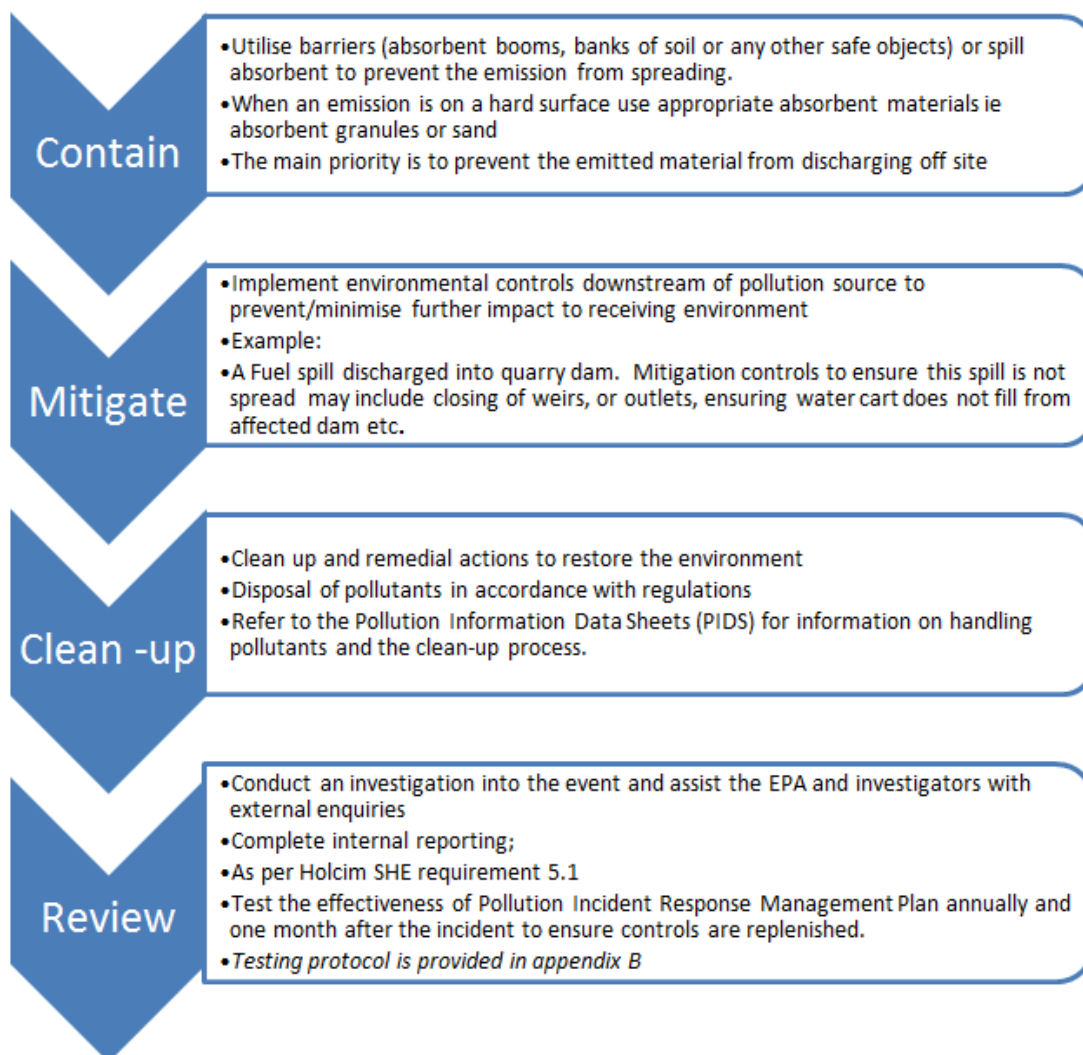 Contain
•Utilise barriers (absorbent booms, banks of soil or any other safe objects) or spill
absorbent to prevent the emission from spreading.
•When an emission is on a hard surface use appropriate absorbent materials ie
absorbent granules or sand
•The main priority is to prevent the emitted material from discharging off site
Mitigate
•Implement environmental controls downstream of pollution source to
prevent/minimise further impact to receiving environment
•Example:
•A Fuel spill discharged into quarry dam. Mitigation controls to ensure this spill is not
spread may include closing of weirs, or outlets, ensuring water cart does not fill from
affected dam etc.
Clean -up
•Clean up and remedial actions to restore the environment
•Disposal of pollutants in accordance with regulations
•Refer to the Pollution Information Data Sheets (PIDS) for information on handling
pollutants and the clean-up process.
Review
•Conduct an investigation into the event and assist the EPA and investigators with
external enquiries
•Complete internal reporting;
•As per Holcim SHE requirement 5.1
•Test the effectiveness of Pollution Incident Response Management Plan annually and
one month after the incident to ensure controls are replenished.
•Testing protocol is provided in appendix B